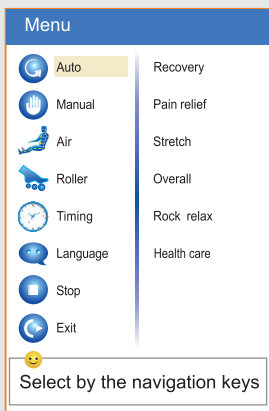 Menu
Auto
Manual
Air
Roller
Timing
Language
Stop
Exit
Recovery
Pain relief
Stretch
Overall
Rock relax
Health care
Select by the navigation keys